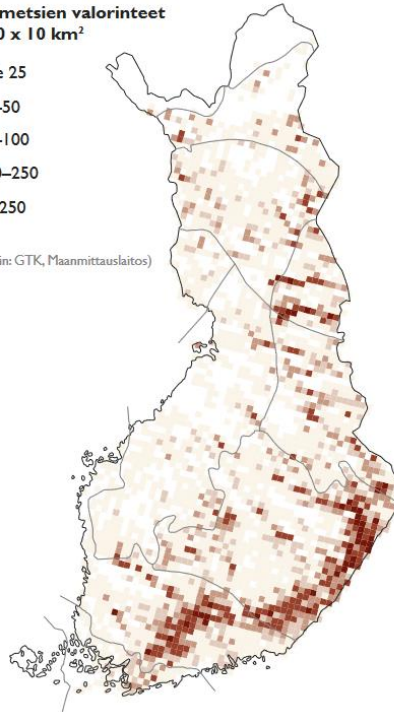 metsien valorinteet
0 x 10 km²
e 25
-50
-100
0–250
250
in: GTK, Maanmittauslaitos)